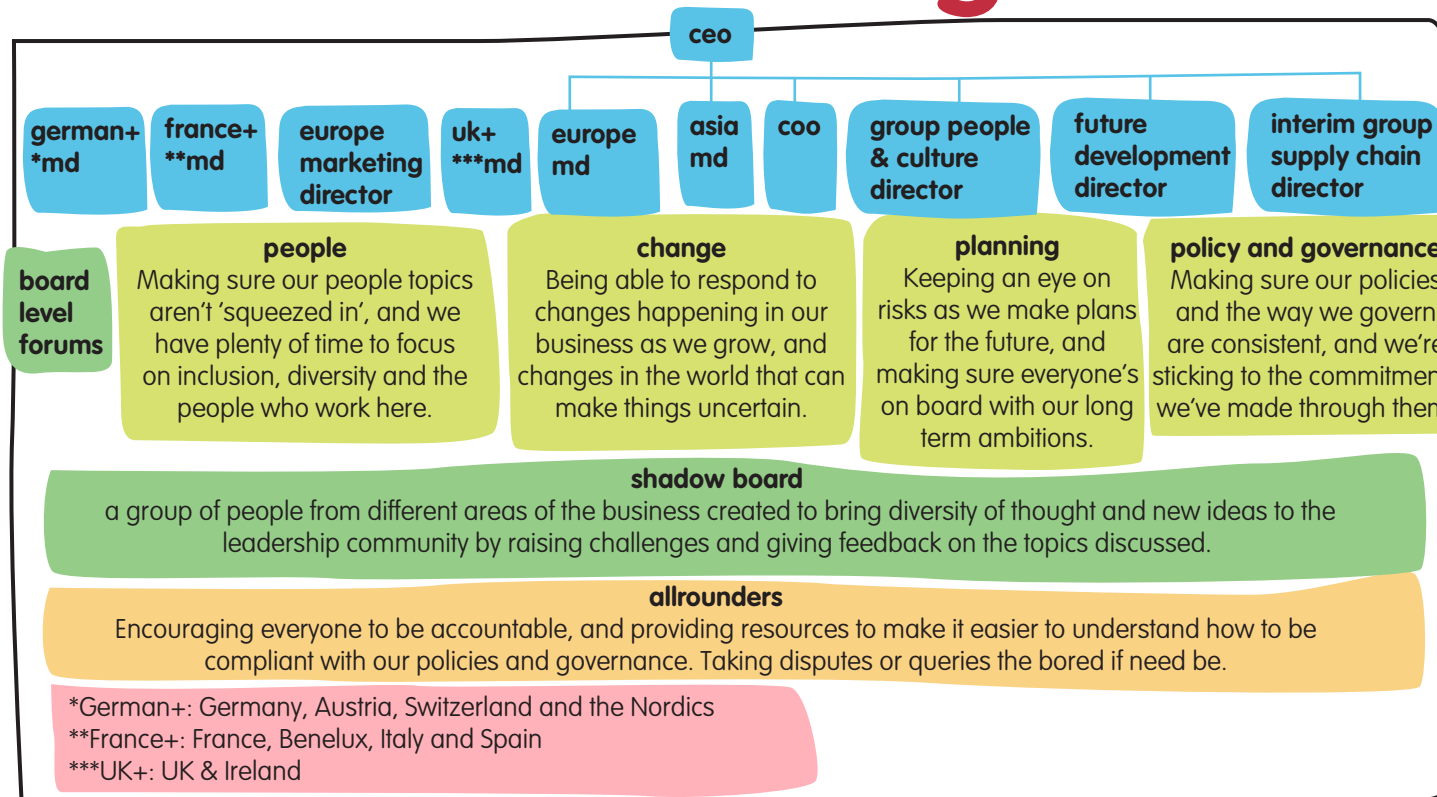 ceo
german+
*md
france+
**md
europe
marketing
director
uk+
***md
europe
md
asia
md
coo
group people
& culture
director
future
development
director
interim group
supply chain
director
board
level
forums
people
Making sure our people topics
aren't 'squeezed in', and we
have plenty of time to focus
on inclusion, diversity and the
people who work here.
change
Being able to respond to
changes happening in our
business as we grow, and
changes in the world that can
make things uncertain.
planning
Keeping an eye on
risks as we make plans
for the future, and
making sure everyone's
on board with our long
term ambitions.
policy and governance
Making sure our policies
and the way we govern
are consistent, and we're
sticking to the
we've made through
shadow board
a group of people from different areas of the business created to bring diversity of thought and new ideas to the
leadership community by raising challenges and giving feedback on the topics discussed.
allrounders
Encouraging everyone to be accountable, and providing resources to make it easier to understand how to be
compliant with our policies and governance. Taking disputes or queries the bored if need be.
*German+: Germany, Austria, Switzerland and the Nordics
**France+: France, Benelux, Italy and Spain
***UK+: UK & Ireland